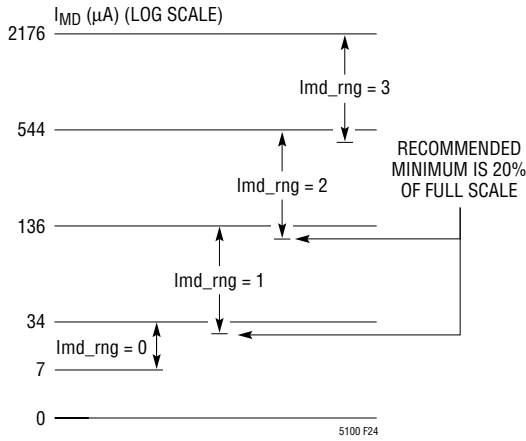 I_MD (μA) (LOG SCALE)
2176
Imd_rng = 3
544
RECOMMENDED
MINIMUM IS 20%
OF FULL SCALE
Imd_rng = 2
136
Imd_rng = 1
34
Imd_rng = 0
7
0
5100 F24